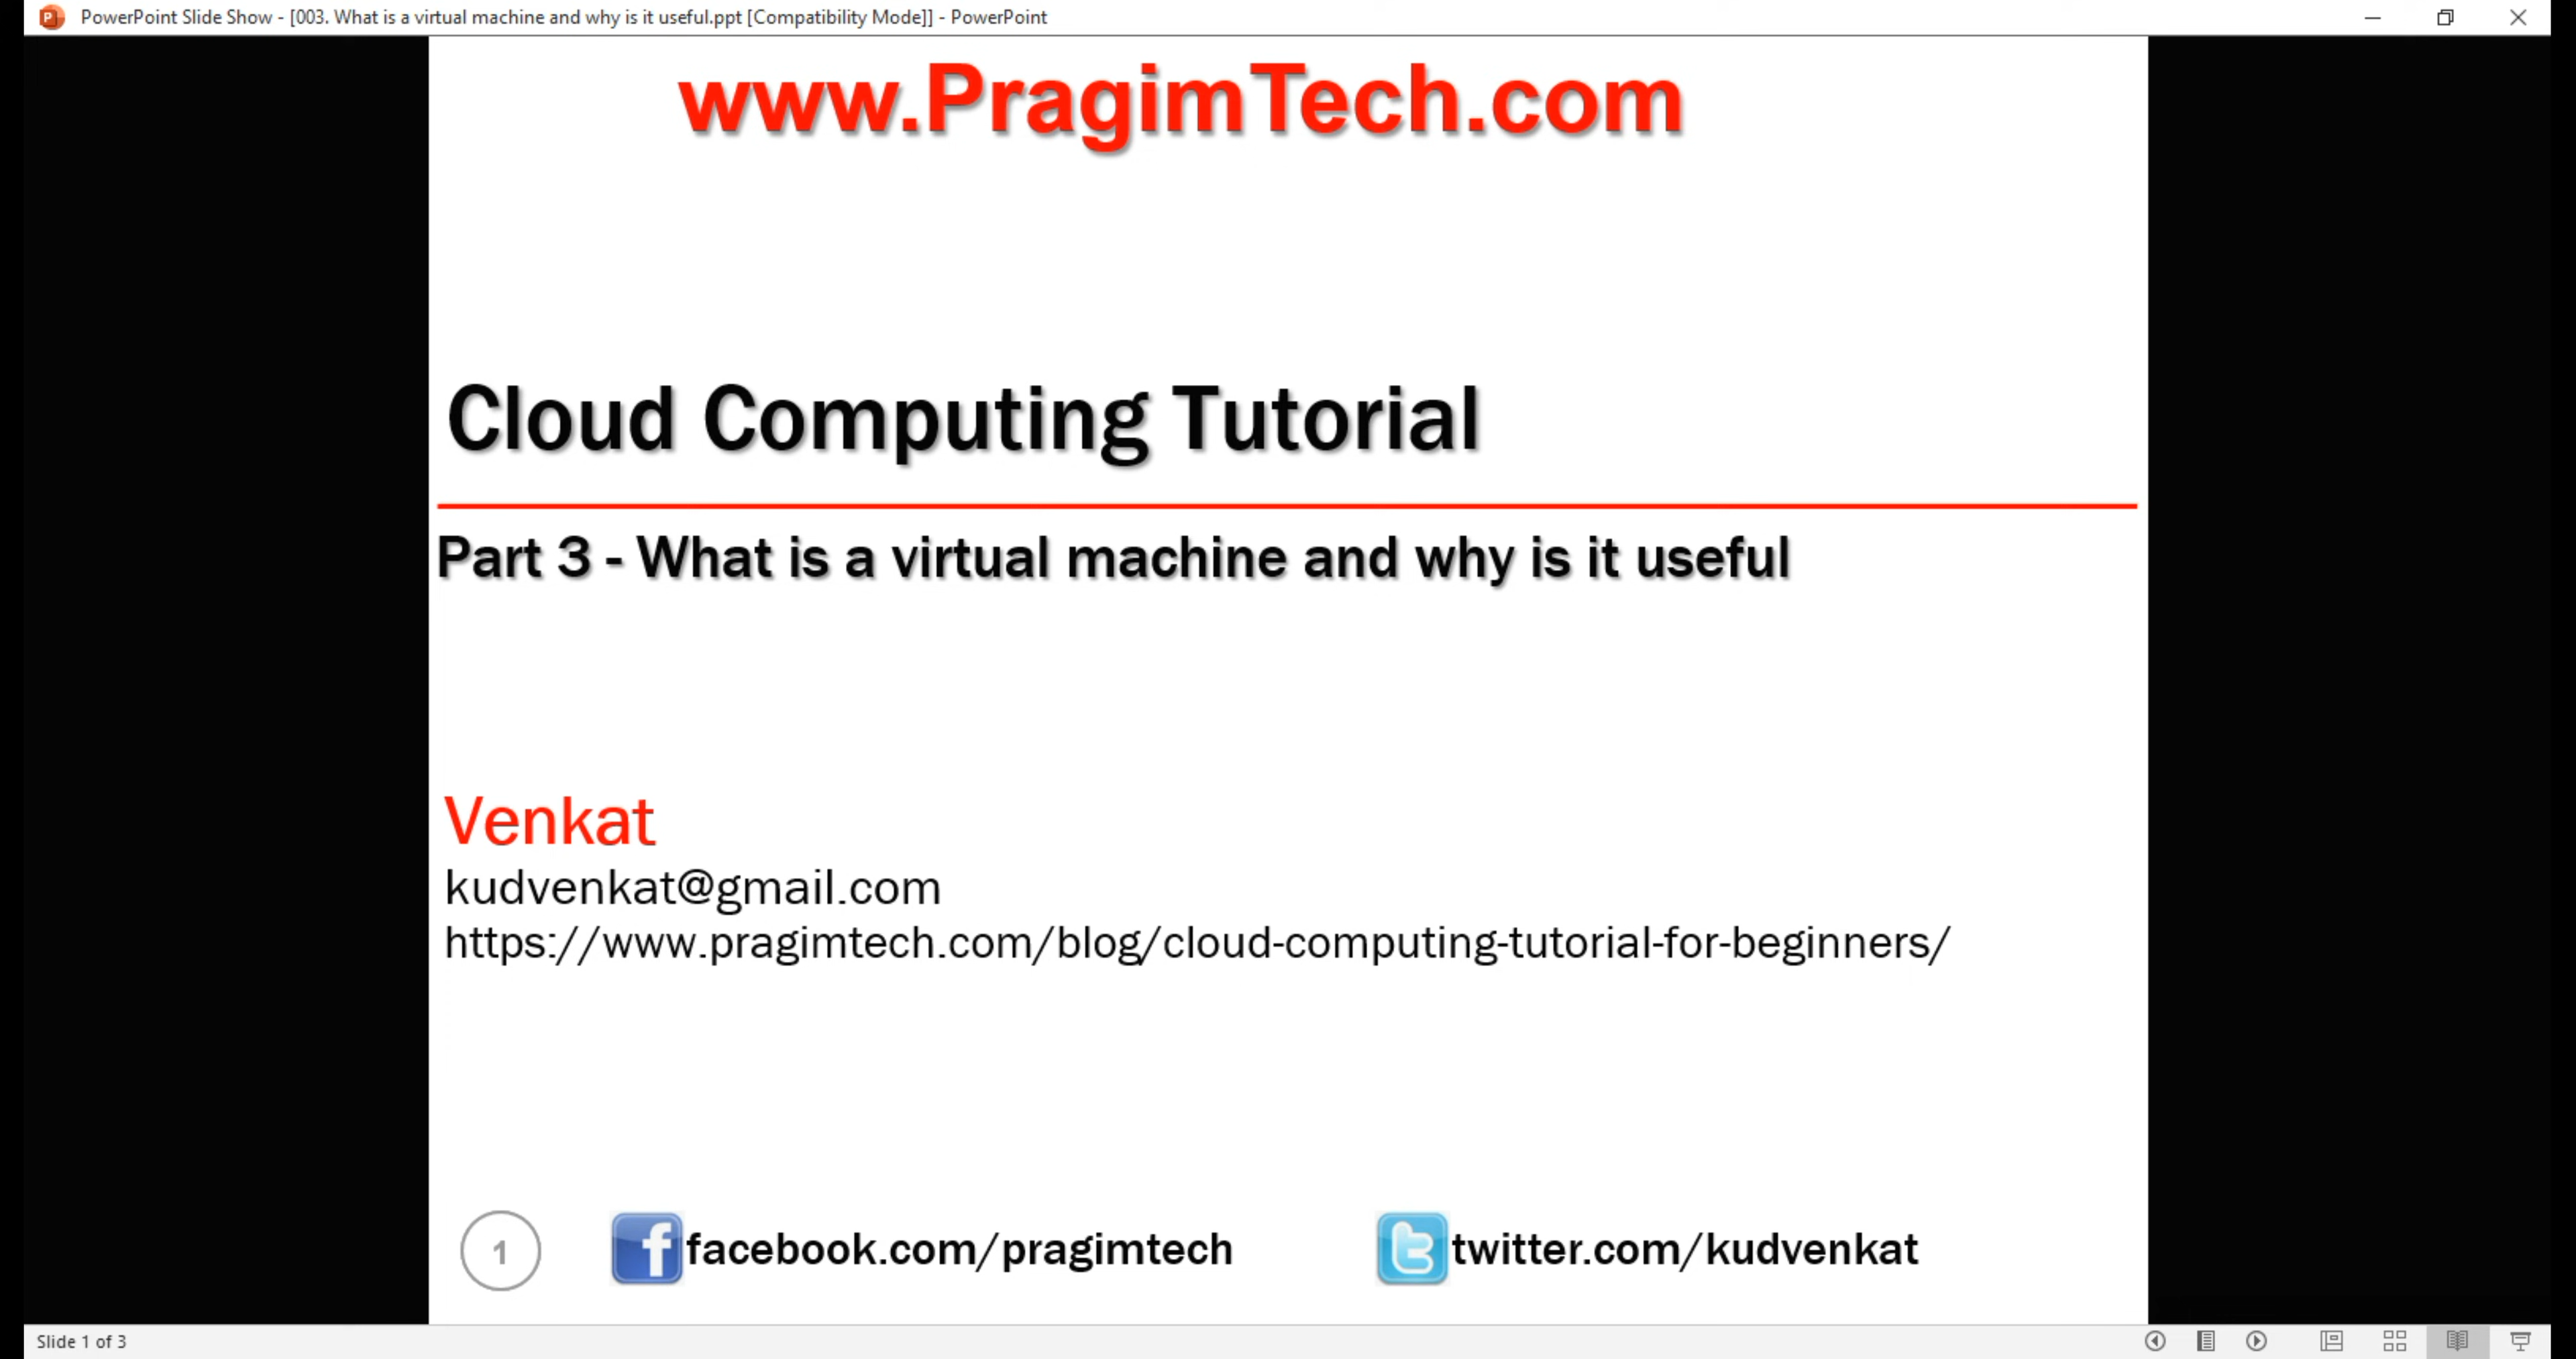 PowerPoint Slide Show - [003. What is a virtual machine and why is it useful.ppt [Compatibility Mode]] - PowerPoint
www.PragimTech.com
Cloud Computing Tutorial
Part 3 - What is a virtual machine and why is it useful
Venkat
kudvenkat@gmail.com
https://www.pragimtech.com/blog/cloud-computing-tutorial-for-beginners/
1
facebook.com/pragimtech
twitter.com/kudvenkat
Slide 1 of 3